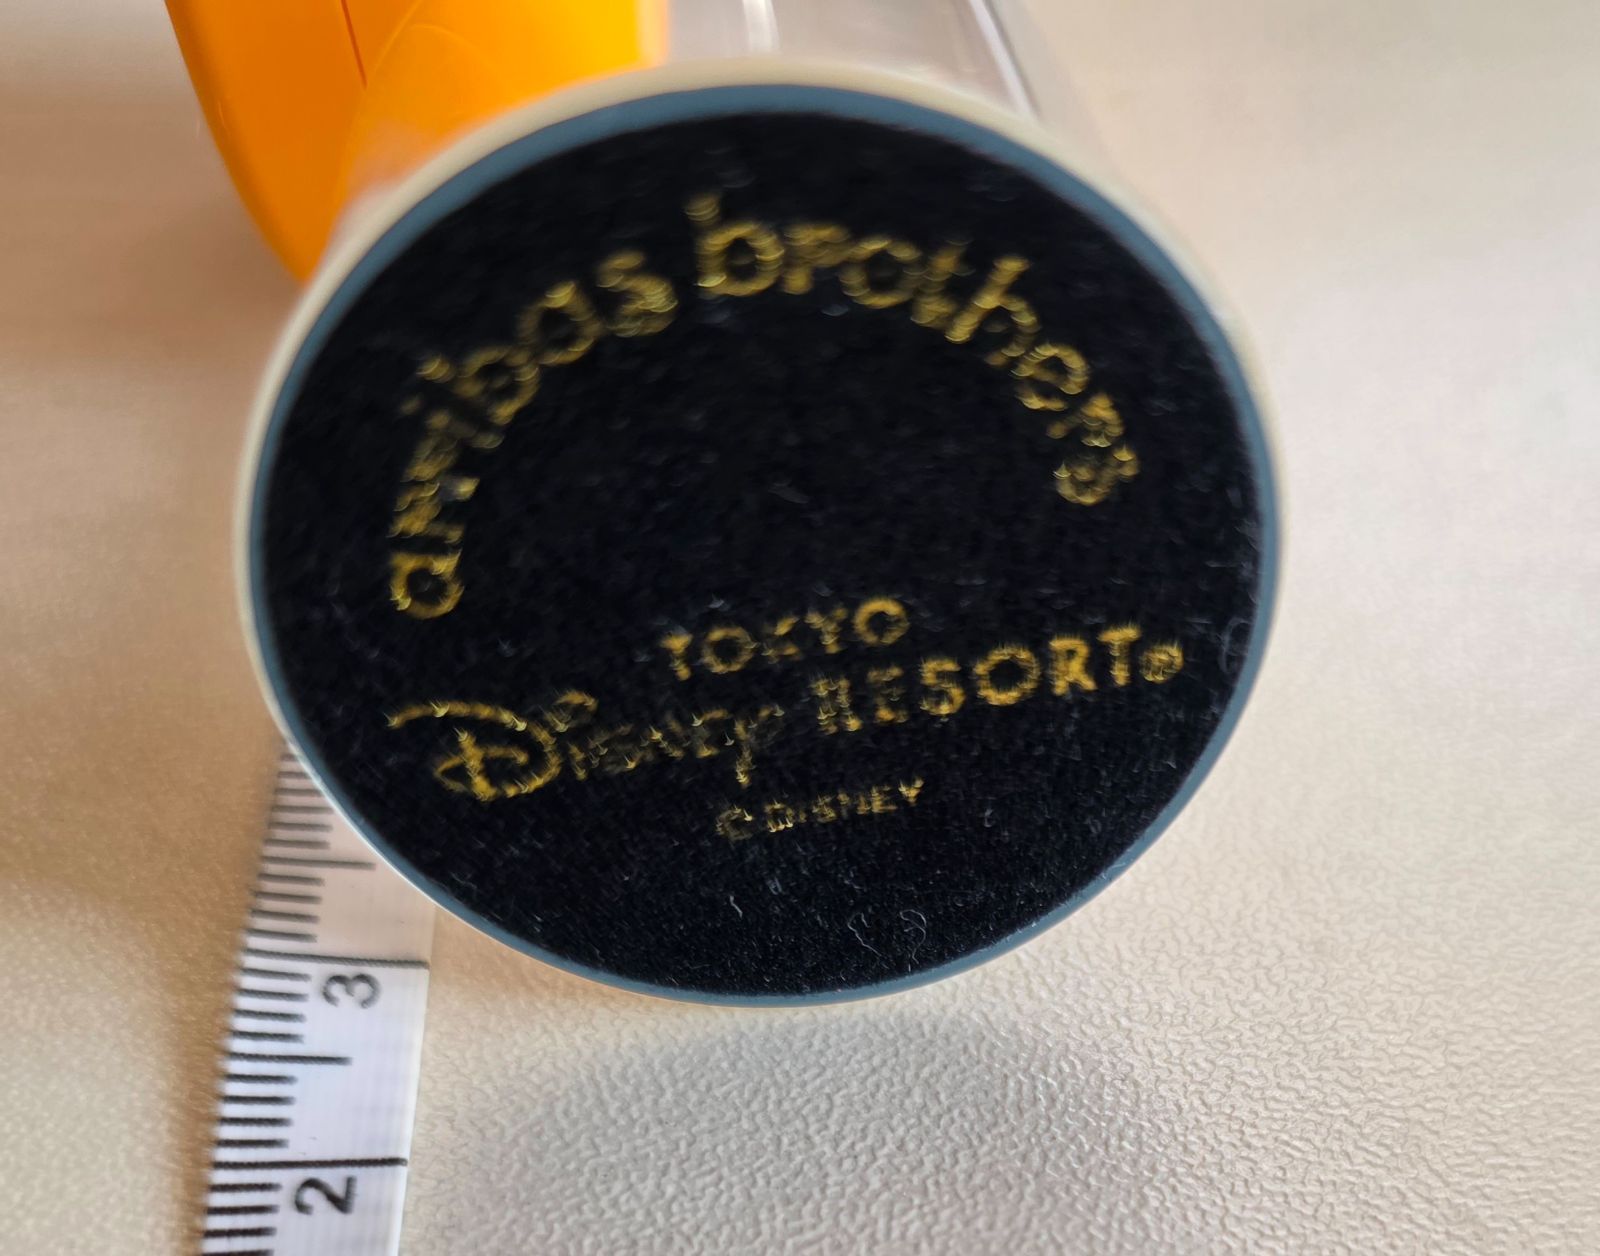 arribas brothers
TOKYO
Disney RESORT®
©DISNEY
3
2